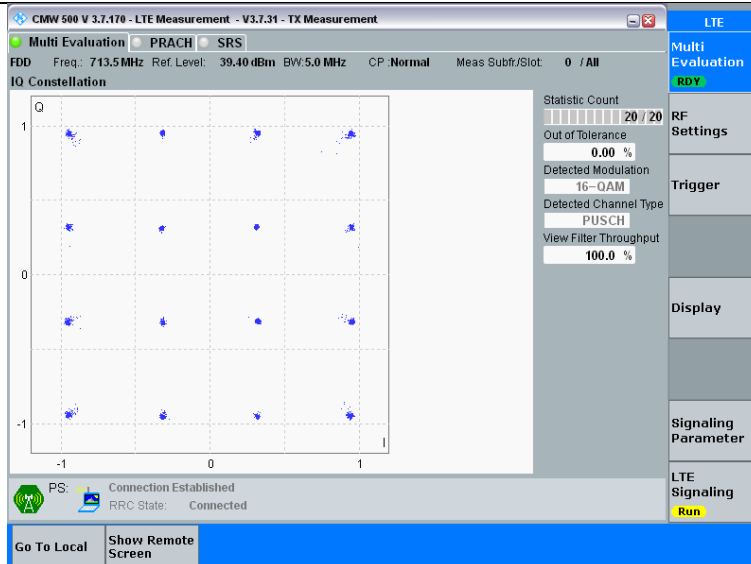 CMW 500 V 3.7.170 - LTE Measurement - V3.7.31 - TX Measurement
LTE
Multi Evaluation PRACH SRS
Multi
Evaluation
RDY
FDD Freq.: 713.5 MHz Ref. Level: 39.40 dBm BW: 5.0 MHz CP :Normal Meas Subfr./Slot: 0 / All
IQ Constellation
Q
1
0
-1
-1 0 1
I
Statistic Count
20 / 20
Out of Tolerance
0.00 %
Detected Modulation
16-QAM
Detected Channel Type
PUSCH
View Filter Throughput
100.0 %
RF
Settings
Trigger
Display
Signaling
Parameter
LTE
Signaling
Run
PS: Connection Established
RRC State: Connected
Go To Local
Show Remote
Screen